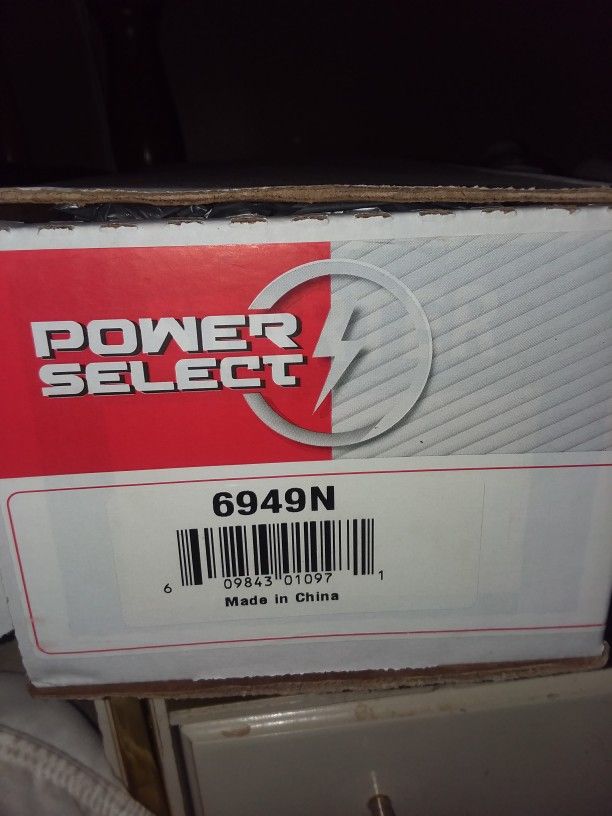 POWER
SELECT
6949N
6 09843 01097 1
Made in China